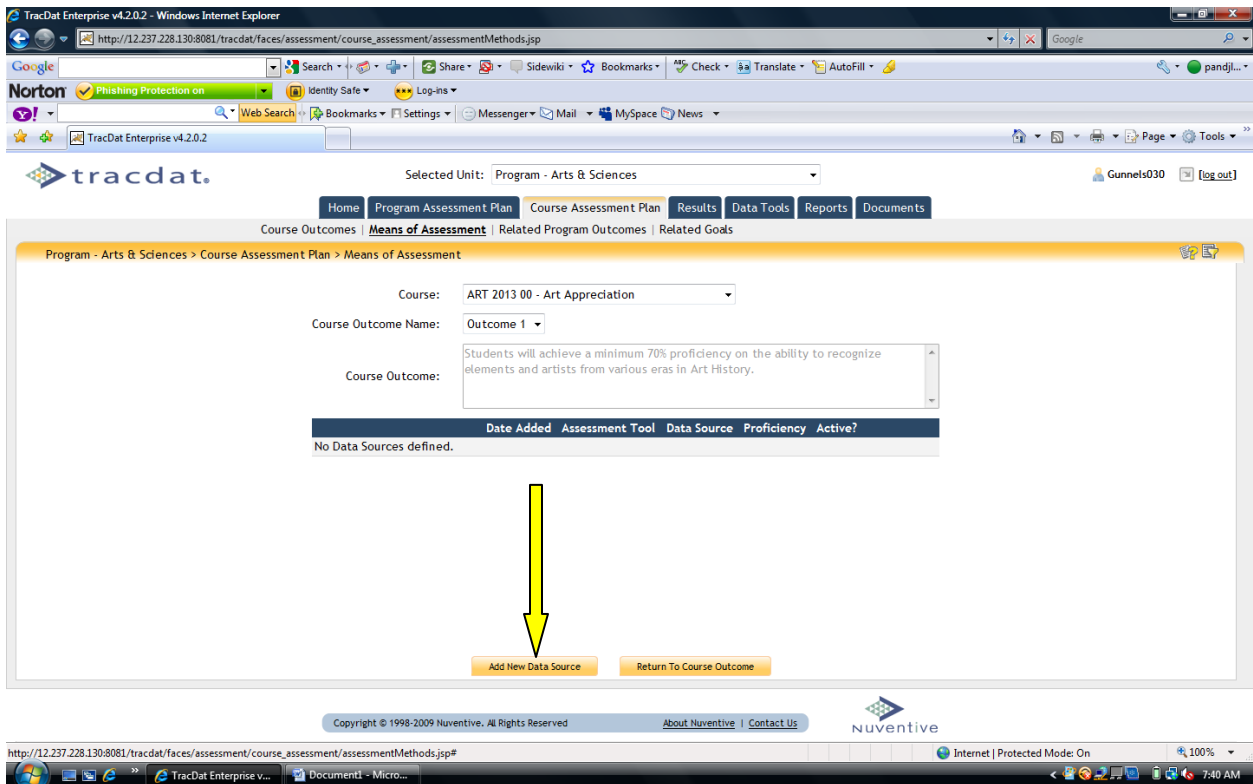 TracDat Enterprise v4.2.0.2 - Windows Internet Explorer
http://12.237.228.130:8081/tracdat/faces/assessment/course_assessment/assessmentMethods.jsp Google
Google Search Share Sidewiki Bookmarks Check Translate AutoFill pandjl...
Norton Phishing Protection on Identity Safe Log-ins
Y! Web Search Bookmarks Settings Messenger Mail MySpace News
TracDat Enterprise v4.2.0.2 Page Tools
tracdat. Selected Unit: Program - Arts & Sciences Gunnels030 [log out]
Home Program Assessment Plan Course Assessment Plan Results Data Tools Reports Documents
Course Outcomes | Means of Assessment | Related Program Outcomes | Related Goals
Program - Arts & Sciences > Course Assessment Plan > Means of Assessment
Course: ART 2013 00 - Art Appreciation
Course Outcome Name: Outcome 1
Course Outcome: Students will achieve a minimum 70% proficiency on the ability to recognize
elements and artists from various eras in Art History.
Date Added Assessment Tool Data Source Proficiency Active?
No Data Sources defined.
Add New Data Source Return To Course Outcome
Copyright © 1998-2009 Nuventive. All Rights Reserved About Nuventive | Contact Us nuventive
http://12.237.228.130:8081/tracdat/faces/assessment/course_assessment/assessmentMethods.jsp# Internet | Protected Mode: On 100%
TracDat Enterprise v... Document1 - Micro... 7:40 AM